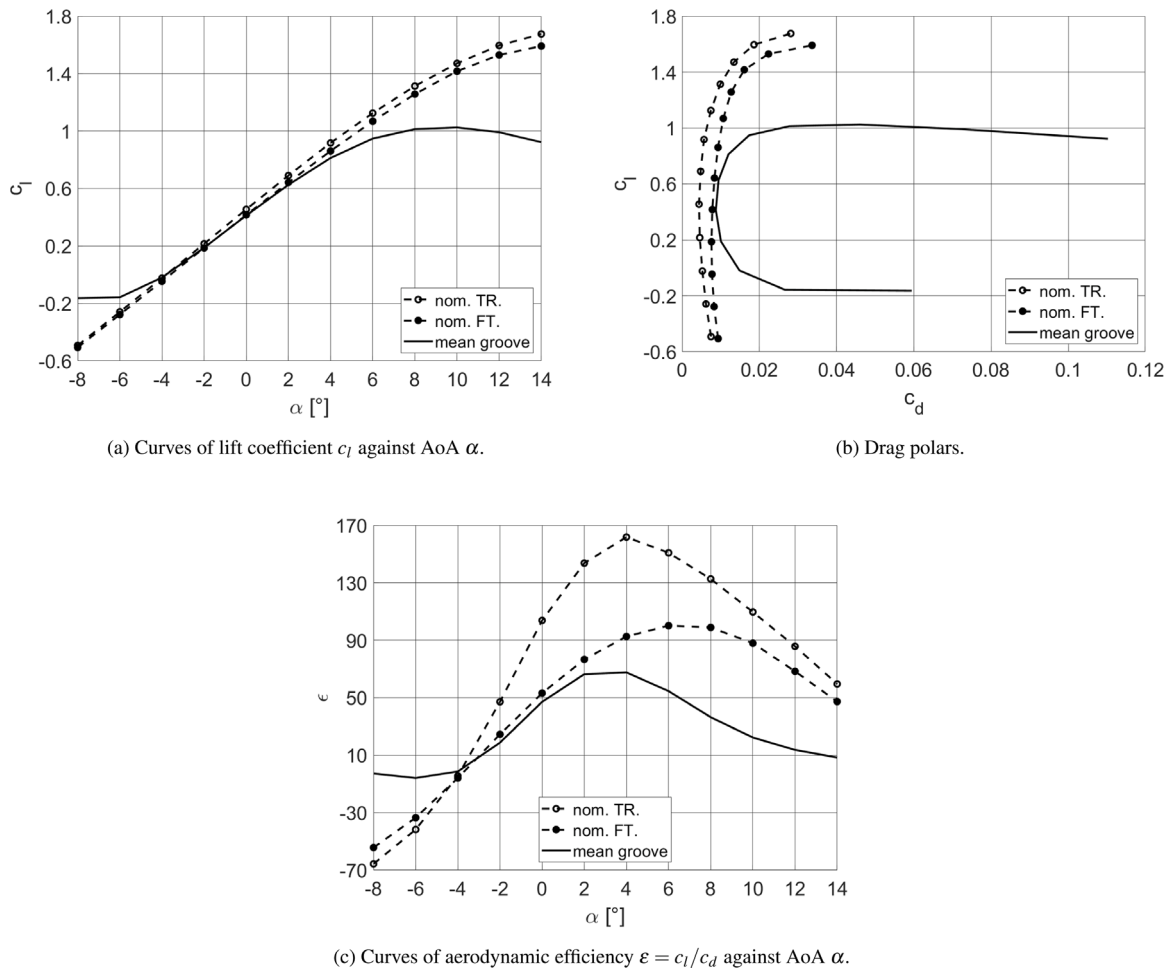 1.8
1.4
1
0.6
0.2
-0.2
-0.6
c_l
-8 -6 -4 -2 0 2 4 6 8 10 12 14
α [°]
nom. TR.
nom. FT.
mean groove
(a) Curves of lift coefficient c_l against AoA α.
1.8
1.4
1
0.6
0.2
-0.2
-0.6
c_l
0 0.02 0.04 0.06 0.08 0.1 0.12
c_d
nom. TR.
nom. FT.
mean groove
(b) Drag polars.
170
130
90
50
10
-30
-70
ϵ
-8 -6 -4 -2 0 2 4 6 8 10 12 14
α [°]
nom. TR.
nom. FT.
mean groove
(c) Curves of aerodynamic efficiency ε = c_l/c_d against AoA α.